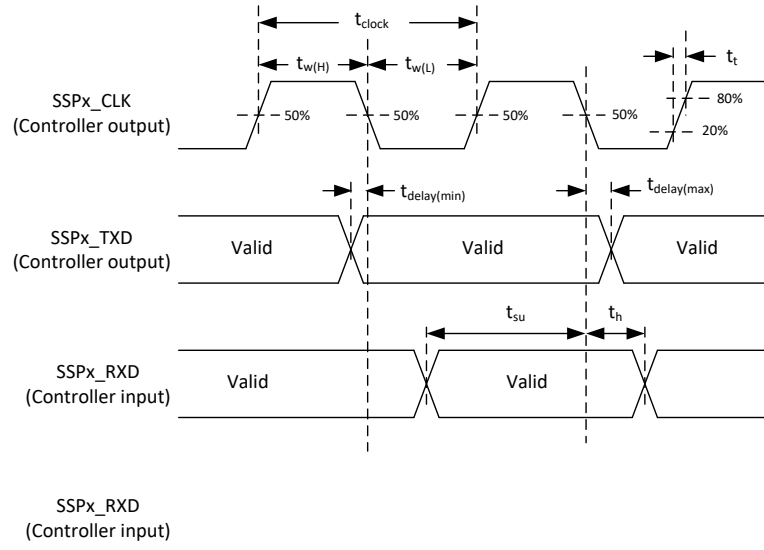 t_clock
t_w(H) t_w(L) t_t
SSPx_CLK
(Controller output)
50% 50% 50% 50% 80%
20%
t_delay(min) t_delay(max)
SSPx_TXD
(Controller output)
Valid Valid Valid
t_su t_h
SSPx_RXD
(Controller input)
Valid Valid
SSPx_RXD
(Controller input)